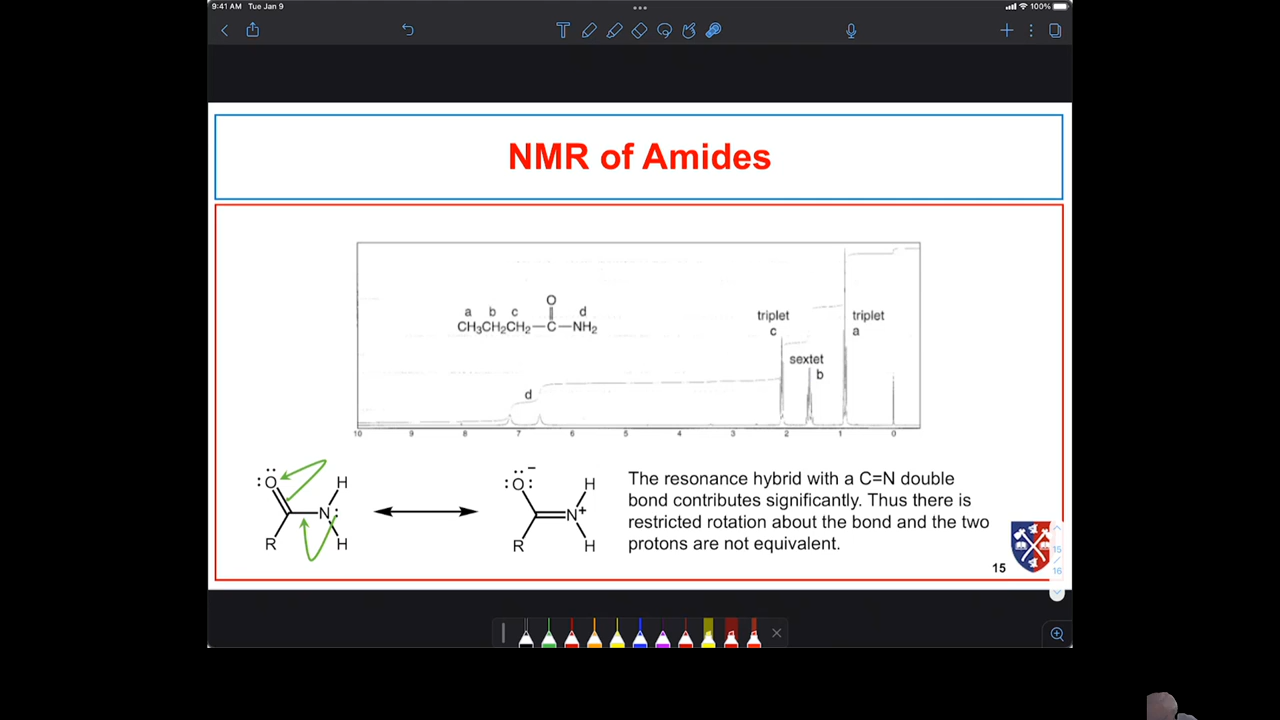 9:41 AM Tue Jan 9
100%
NMR of Amides
a b c O d
CH₃CH₂CH₂—C—NH₂
triplet
c
triplet
a
sextet
b
d
10 9 8 7 6 5 4 3 2 1 0
:O: H
N:
R H
:O:− H
N+
R H
The resonance hybrid with a C=N double
bond contributes significantly. Thus there is
restricted rotation about the bond and the two
protons are not equivalent.
15
15
/
16